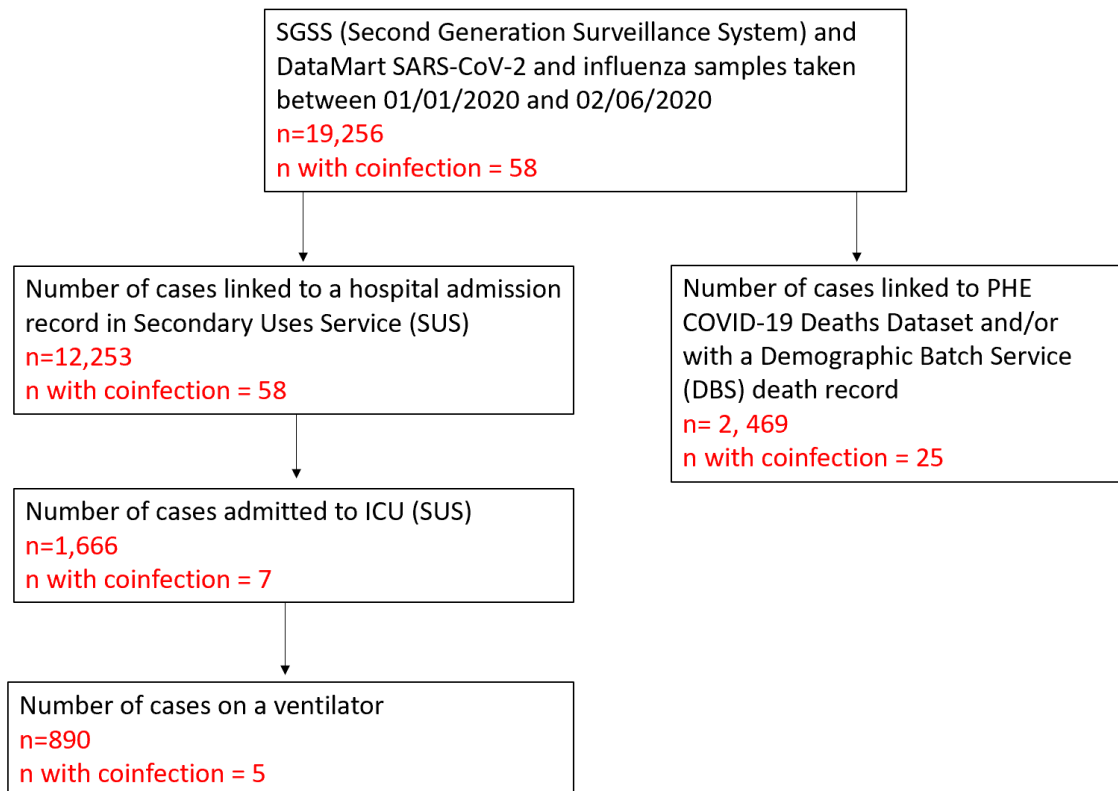 SGSS (Second Generation Surveillance System) and
DataMart SARS-CoV-2 and influenza samples taken
between 01/01/2020 and 02/06/2020
n=19,256
n with coinfection = 58
Number of cases linked to a hospital admission
record in Secondary Uses Service (SUS)
n=12,253
n with coinfection = 58
Number of cases linked to PHE
COVID-19 Deaths Dataset and/or
with a Demographic Batch Service
(DBS) death record
n= 2, 469
n with coinfection = 25
Number of cases admitted to ICU (SUS)
n=1,666
n with coinfection = 7
Number of cases on a ventilator
n=890
n with coinfection = 5